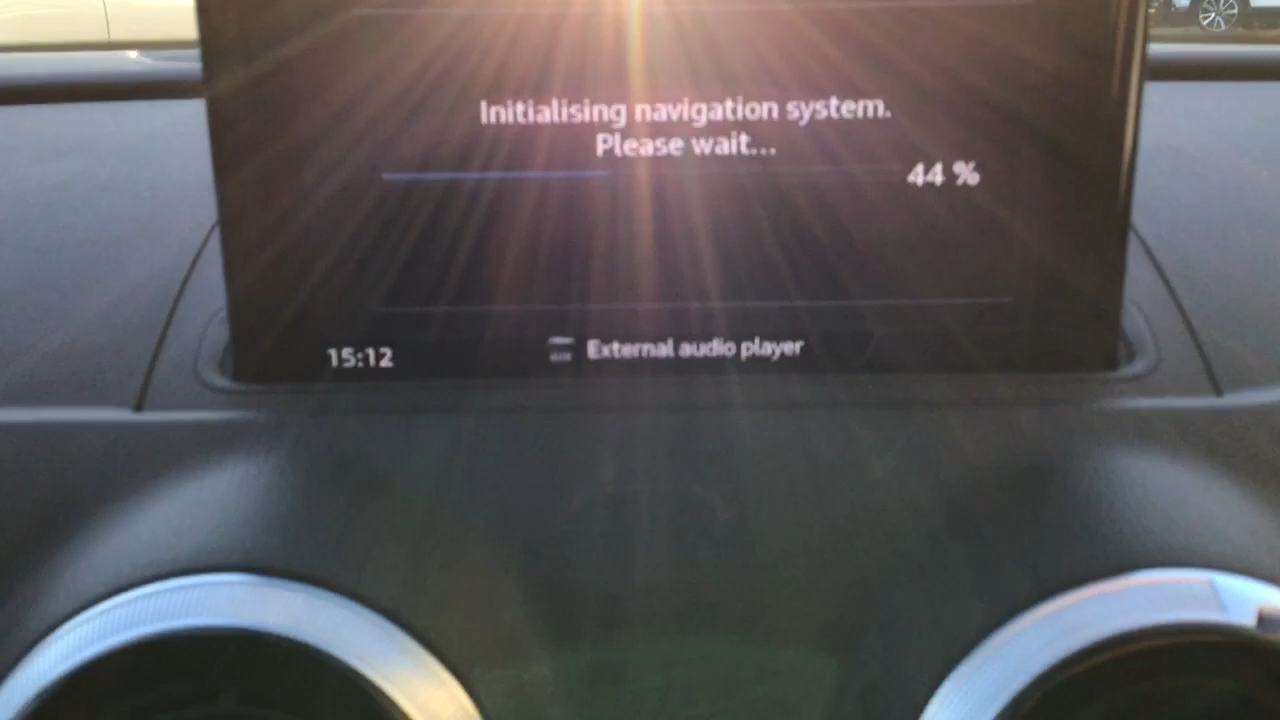 Initialising navigation system.
Please wait...
44 %
15:12
External audio player